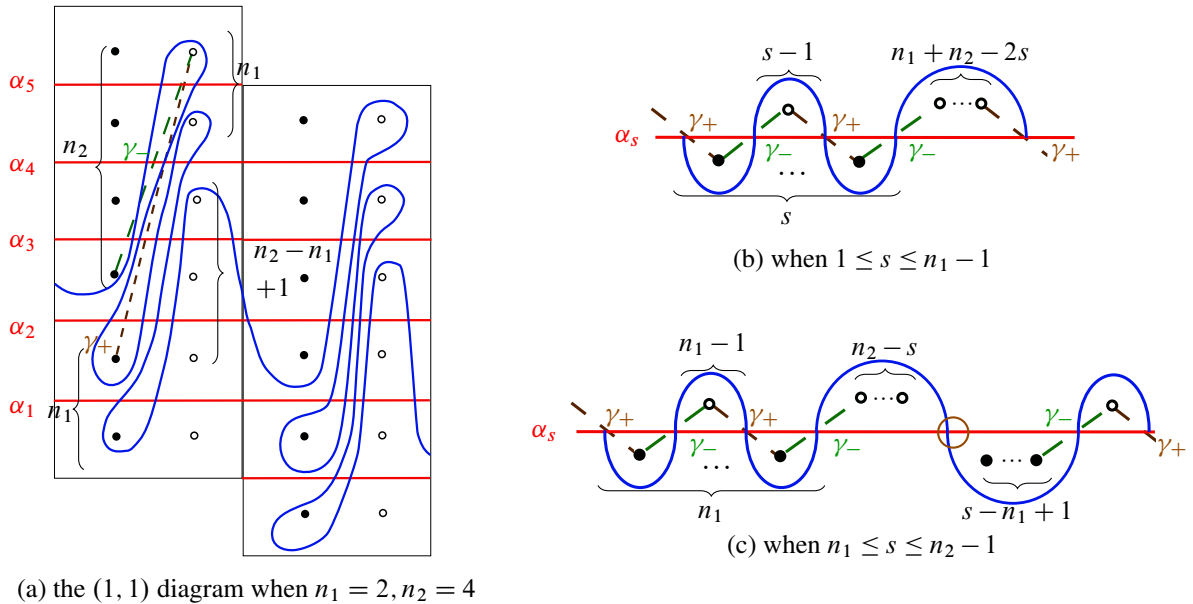 α₅
n₁
α₄
n₂
γ₋
α₃
n₂ − n₁
+1
α₂
γ₊
α₁
n₁
(a) the (1, 1) diagram when n₁ = 2, n₂ = 4
s − 1
n₁ + n₂ − 2s
αₛ
γ₊
γ₊
γ₋
γ₋
γ₊
···
···
s
(b) when 1 ≤ s ≤ n₁ − 1
n₁ − 1
n₂ − s
αₛ
γ₊
γ₊
γ₋
γ₋
γ₋
γ₊
···
···
···
n₁
s − n₁ + 1
(c) when n₁ ≤ s ≤ n₂ − 1